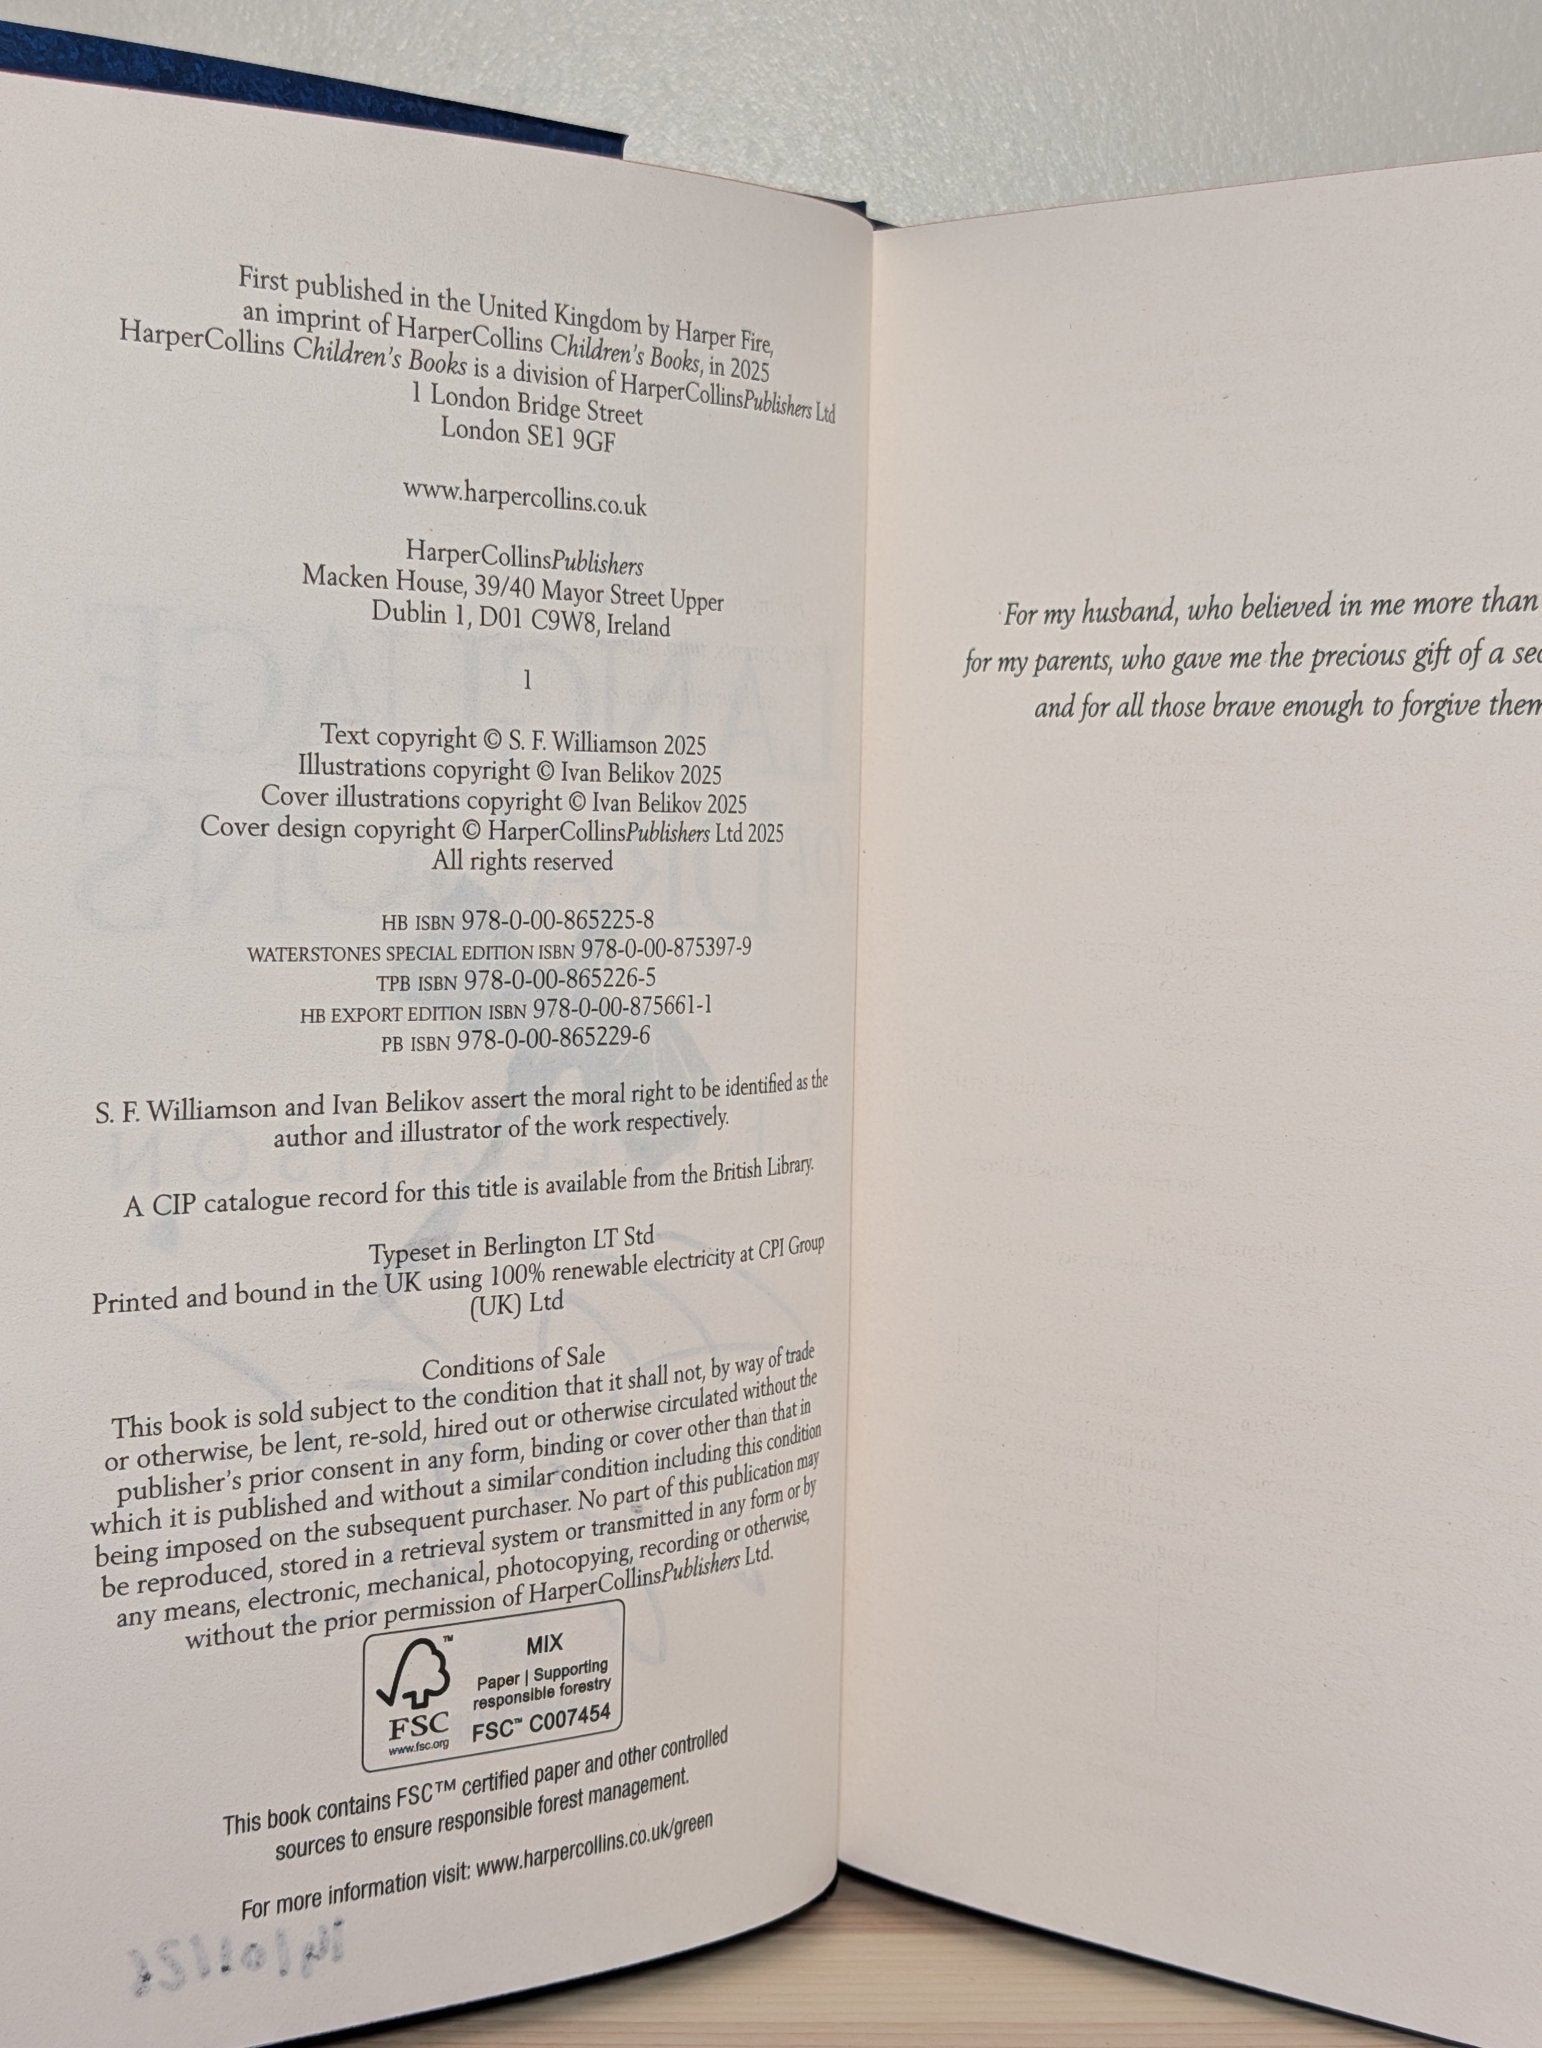 First published in the United Kingdom by Harper Fire,
an imprint of HarperCollins Children's Books, in 2025
HarperCollins Children's Books is a division of HarperCollinsPublishers Ltd
1 London Bridge Street
London SE1 9GF
www.harpercollins.co.uk
HarperCollinsPublishers
Macken House, 39/40 Mayor Street Upper
Dublin 1, D01 C9W8, Ireland
1
Text copyright © S. F. Williamson 2025
Illustrations copyright © Ivan Belikov 2025
Cover illustrations copyright © Ivan Belikov 2025
Cover design copyright © HarperCollinsPublishers Ltd 2025
All rights reserved
HB ISBN 978-0-00-865225-8
WATERSTONES SPECIAL EDITION ISBN 978-0-00-875397-9
TPB ISBN 978-0-00-865226-5
HB EXPORT EDITION ISBN 978-0-00-875661-1
PB ISBN 978-0-00-865229-6
S. F. Williamson and Ivan Belikov assert the moral right to be identified as the
author and illustrator of the work respectively.
A CIP catalogue record for this title is available from the British Library.
Typeset in Berlington LT Std
Printed and bound in the UK using 100% renewable electricity at CPI Group
(UK) Ltd
Conditions of Sale
This book is sold subject to the condition that it shall not, by way of trade
or otherwise, be lent, re-sold, hired out or otherwise circulated without the
publisher's prior consent in any form, binding or cover other than that in
which it is published and without a similar condition including this condition
being imposed on the subsequent purchaser. No part of this publication may
be reproduced, stored in a retrieval system or transmitted in any form or by
any means, electronic, mechanical, photocopying, recording or otherwise,
without the prior permission of HarperCollinsPublishers Ltd.
FSC™
www.fsc.org
MIX
Paper | Supporting
responsible forestry
FSC™ C007454
This book contains FSC™ certified paper and other controlled
sources to ensure responsible forest management.
For more information visit: www.harpercollins.co.uk/green
For my husband, who believed in me more than
for my parents, who gave me the precious gift of a
and for all those brave enough to forgive